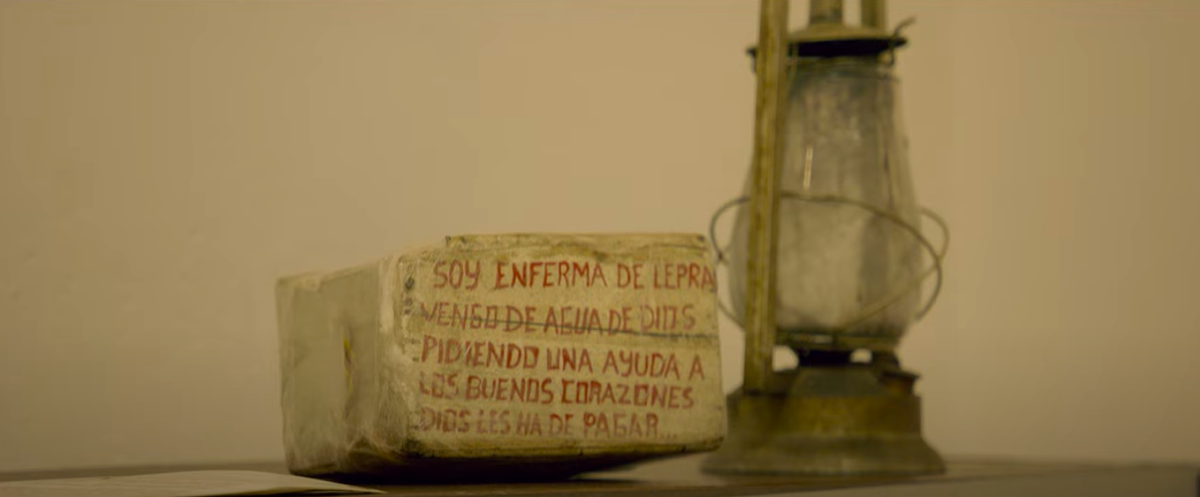 SOY ENFERMA DE LEPRA
VENGO DE AGUA DE DIOS
PIDIENDO UNA AYUDA A
LOS BUENOS CORAZONES
DIOS LES HA DE PAGAR...